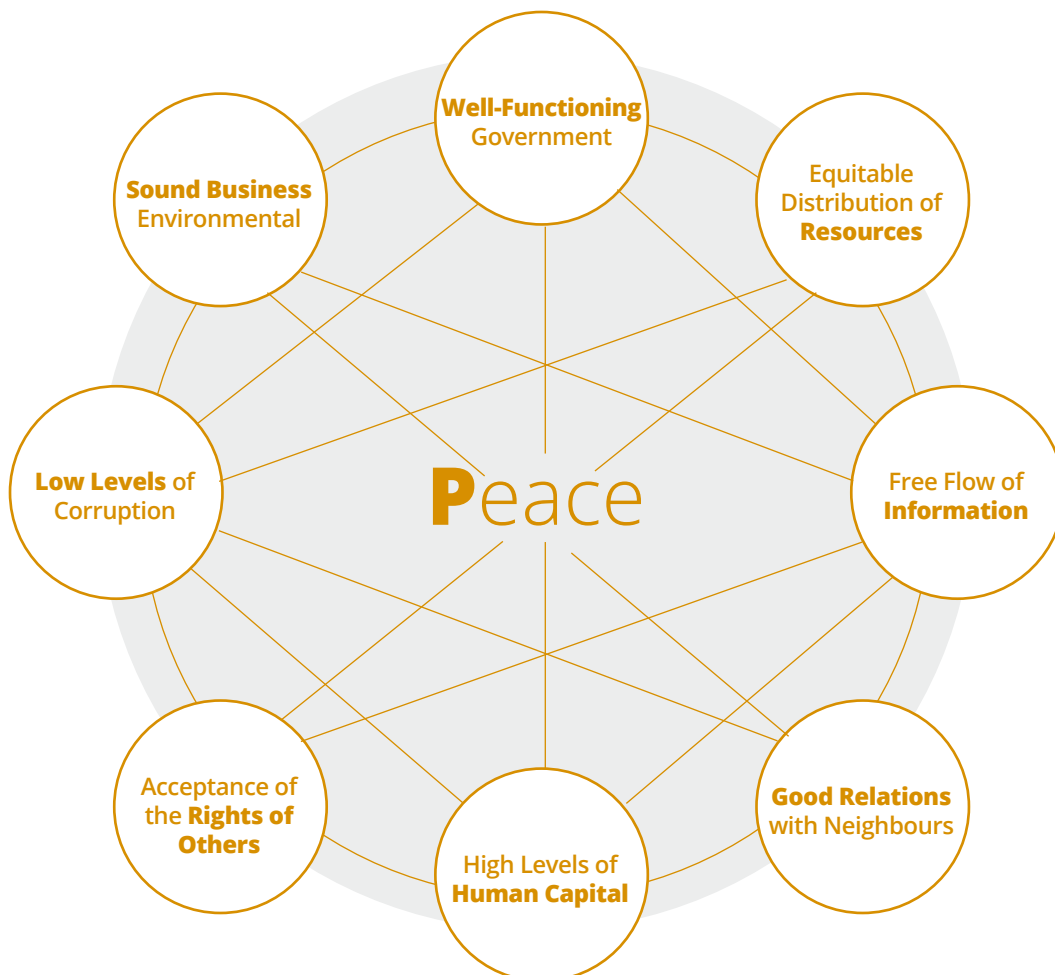 Well-Functioning
Government
Sound Business
Environmental
Equitable
Distribution of
Resources
Low Levels of
Corruption
Peace
Free Flow of
Information
Acceptance of
the Rights of
Others
High Levels of
Human Capital
Good Relations
with Neighbours